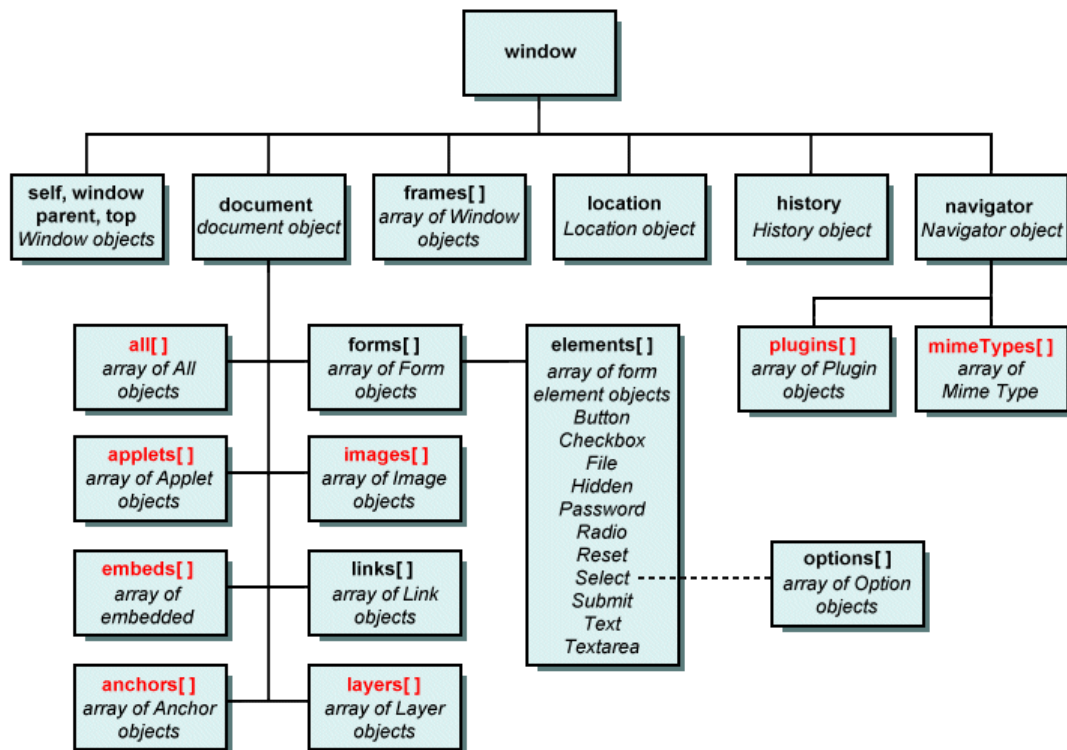 window
self, window
parent, top
Window objects
document
document object
frames[ ]
array of Window
objects
location
Location object
history
History object
navigator
Navigator object
all[ ]
array of All
objects
forms[ ]
array of Form
objects
elements[ ]
array of form
element objects
Button
Checkbox
File
Hidden
Password
Radio
Reset
Select
Submit
Text
Textarea
plugins[ ]
array of Plugin
objects
mimeTypes[ ]
array of
Mime Type
applets[ ]
array of Applet
objects
images[ ]
array of Image
objects
embeds[ ]
array of
embedded
links[ ]
array of Link
objects
options[ ]
array of Option
objects
anchors[ ]
array of Anchor
objects
layers[ ]
array of Layer
objects